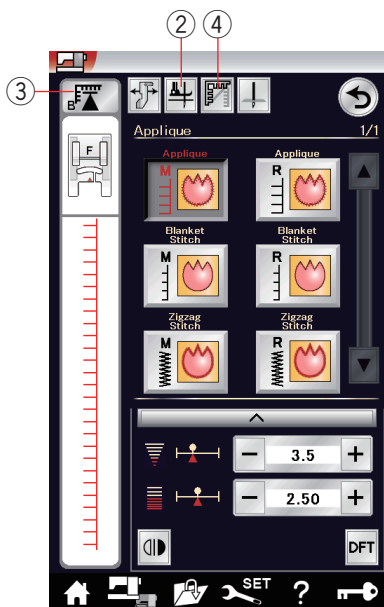 ② ④
③
B
F
Applique 1/1
Applique Applique
M R
Blanket
Stitch
Blanket
Stitch
M R
Zigzag
Stitch
Zigzag
Stitch
M R
− 3.5 +
− 2.50 +
DFT
SET ?